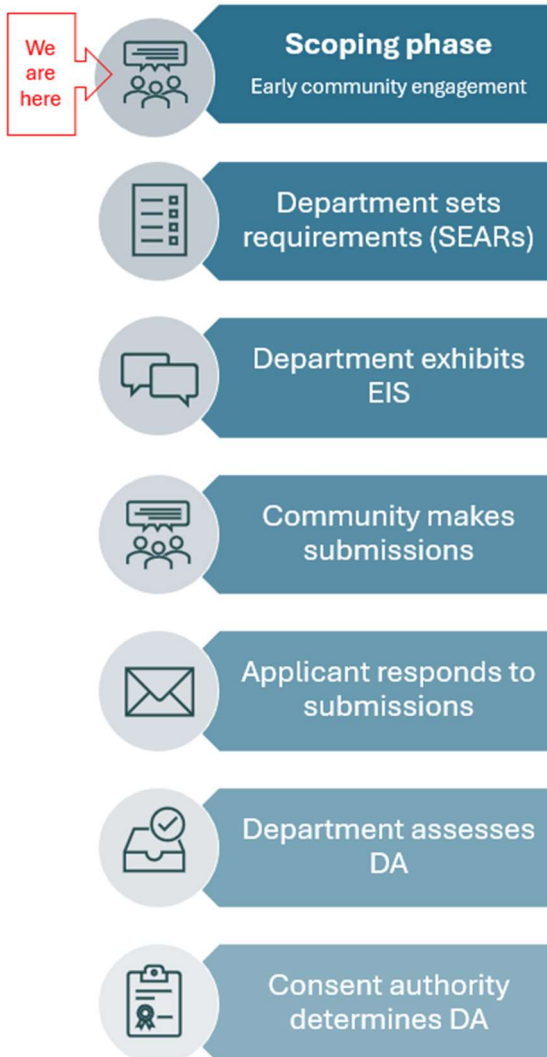 We
are
here
Scoping phase
Early community engagement
Department sets
requirements (SEARs)
Department exhibits
EIS
Community makes
submissions
Applicant responds to
submissions
Department assesses
DA
Consent authority
determines DA